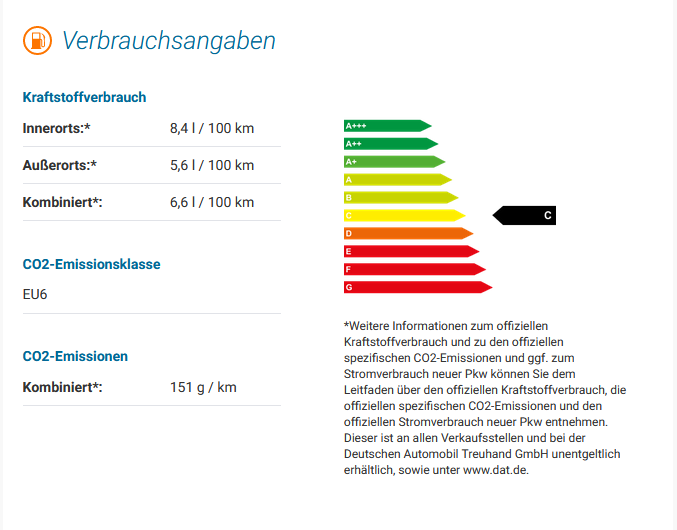 Verbrauchsangaben
Kraftstoffverbrauch
Innerorts:* 8,4 l / 100 km
Außerorts:* 5,6 l / 100 km
Kombiniert*: 6,6 l / 100 km
CO2-Emissionsklasse
EU6
CO2-Emissionen
Kombiniert*: 151 g / km
A+++
A++
A+
A
B
C C
D
E
F
G
*Weitere Informationen zum offiziellen
Kraftstoffverbrauch und zu den offiziellen
spezifischen CO2-Emissionen und ggf. zum
Stromverbrauch neuer Pkw können Sie dem
Leitfaden über den offiziellen Kraftstoffverbrauch, die
offiziellen spezifischen CO2-Emissionen und den
offiziellen Stromverbrauch neuer Pkw entnehmen.
Dieser ist an allen Verkaufsstellen und bei der
Deutschen Automobil Treuhand GmbH unentgeltlich
erhältlich, sowie unter www.dat.de.